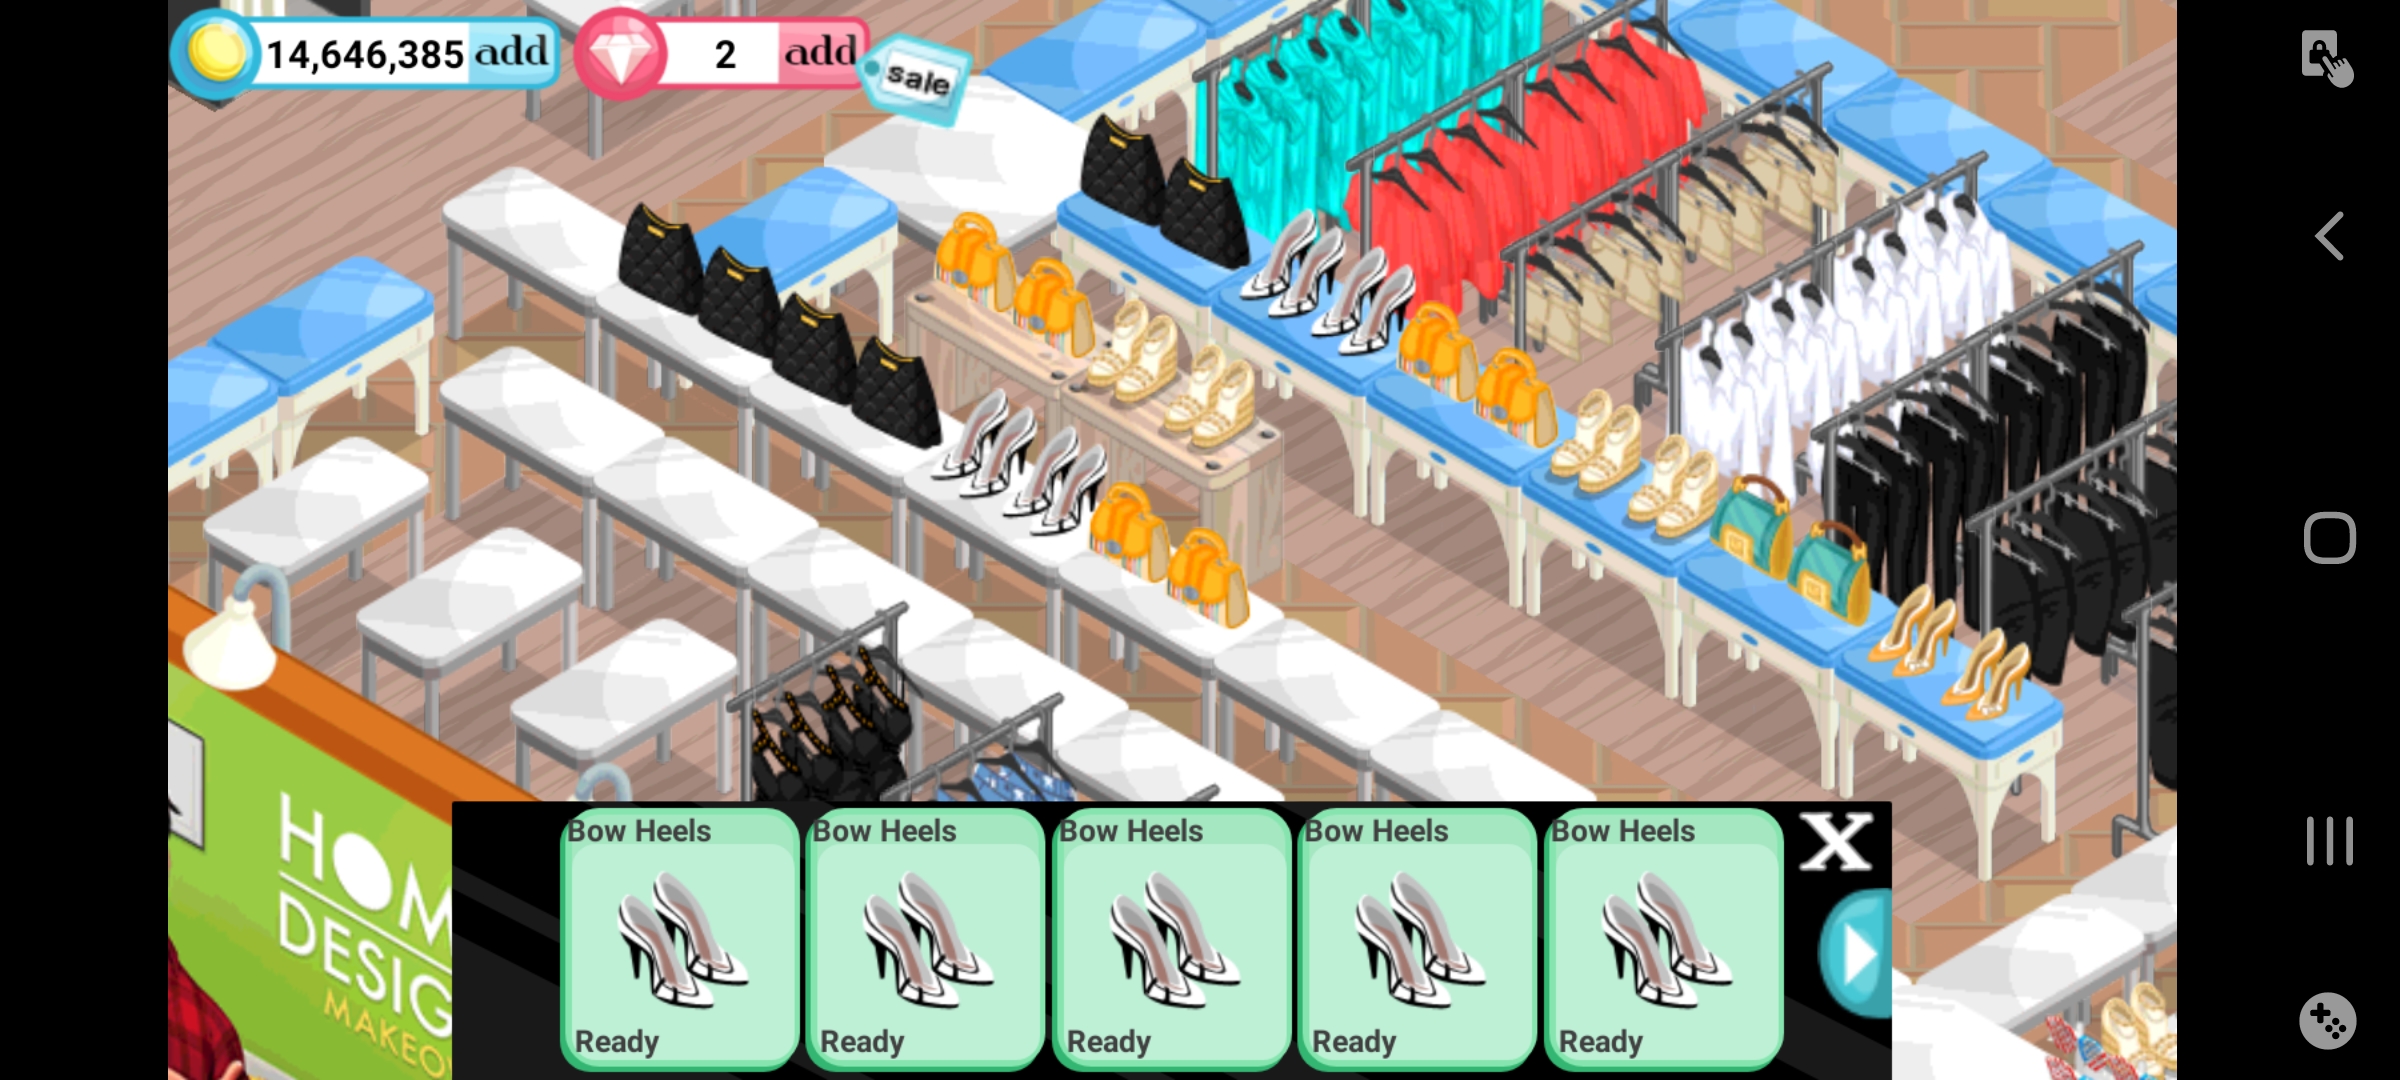 14,646,385 add
2 add
sale
HOM
DESIG
MAKEO
Bow Heels
Ready
Bow Heels
Ready
Bow Heels
Ready
Bow Heels
Ready
Bow Heels
Ready
X